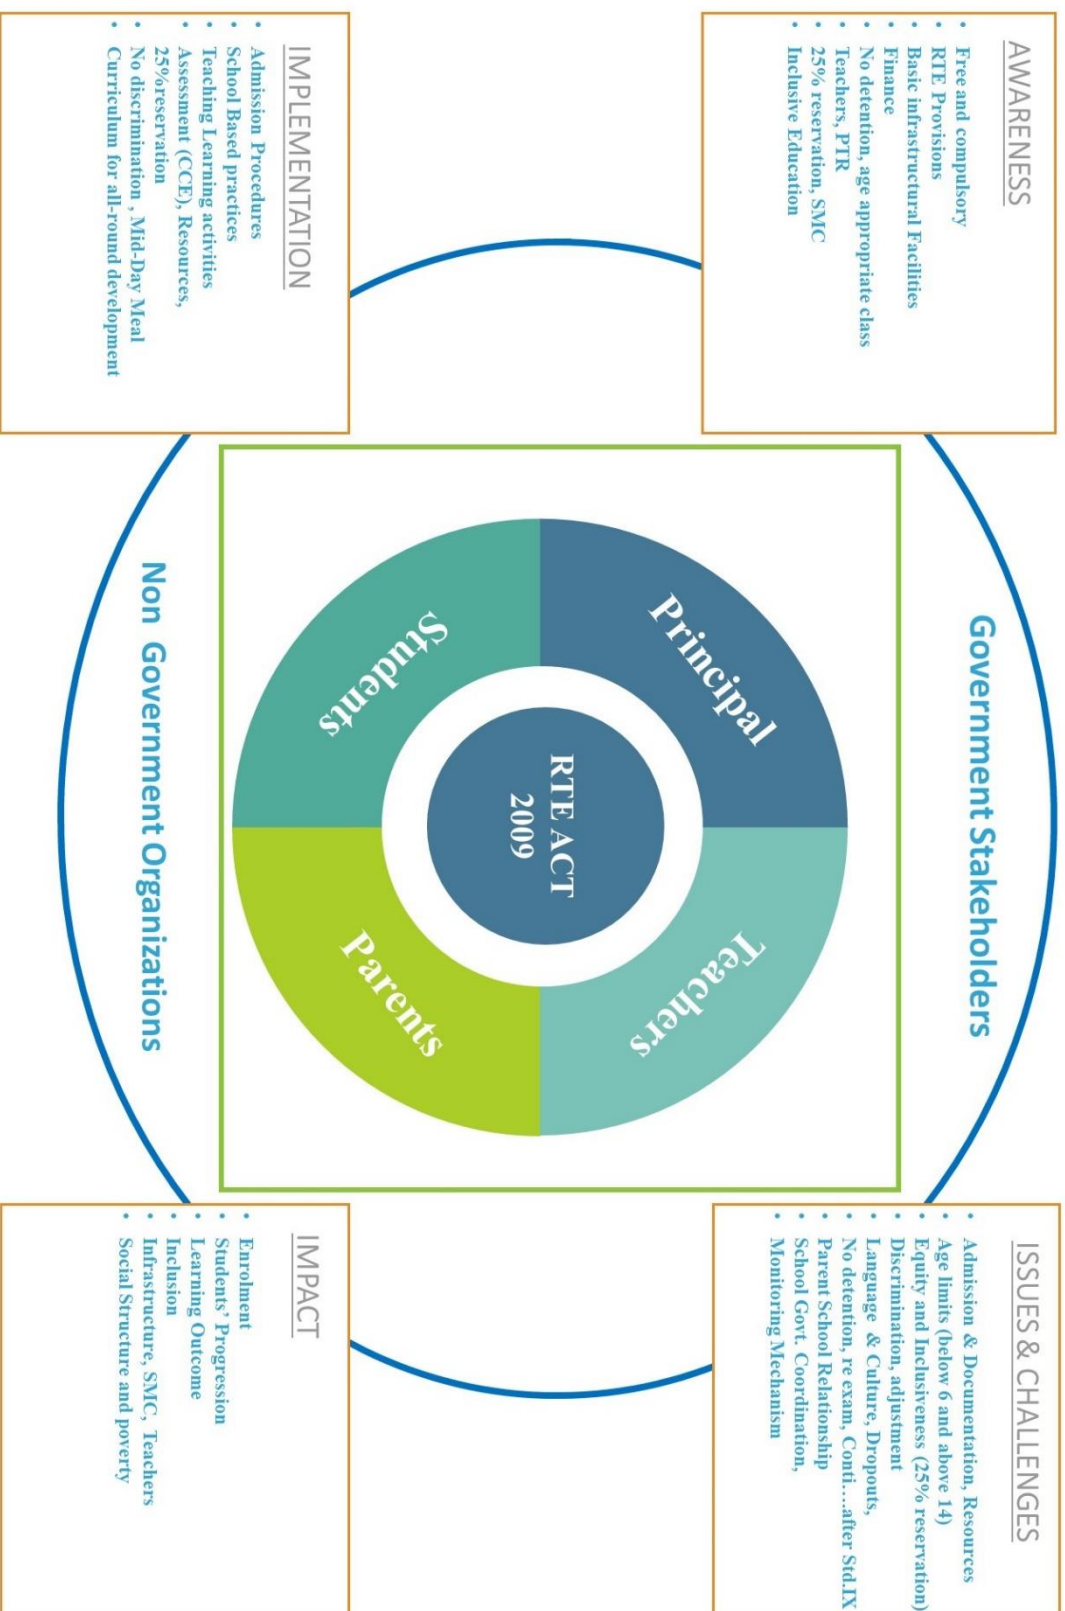 AWARENESS
• Free and compulsory
• RTE Provisions
• Basic infrastructural Facilities
• Finance
• No detention, age appropriate class
• Teachers, PTR
• 25% reservation, SMC
• Inclusive Education
Government Stakeholders
ISSUES & CHALLENGES
• Admission & Documentation, Resources
• Age limits (below 6 and above 14)
• Equity and Inclusiveness (25% reservation)
• Discrimination, adjustment
• Language & Culture, Dropouts,
• No detention, re exam, Conti....after Std.IX
• Parent School Relationship
• School Govt. Coordination,
• Monitoring Mechanism
Principal
Teachers
RTE ACT
2009
Students
Parents
IMPLEMENTATION
• Admission Procedures
• School Based practices
• Teaching Learning activities
• Assessment (CCE), Resources,
25%reservation
• No discrimination , Mid-Day Meal
• Curriculum for all-round development
Non Government Organizations
IMPACT
• Enrolment
• Students' Progression
• Learning Outcome
• Inclusion
• Infrastructure, SMC, Teachers
• Social Structure and poverty